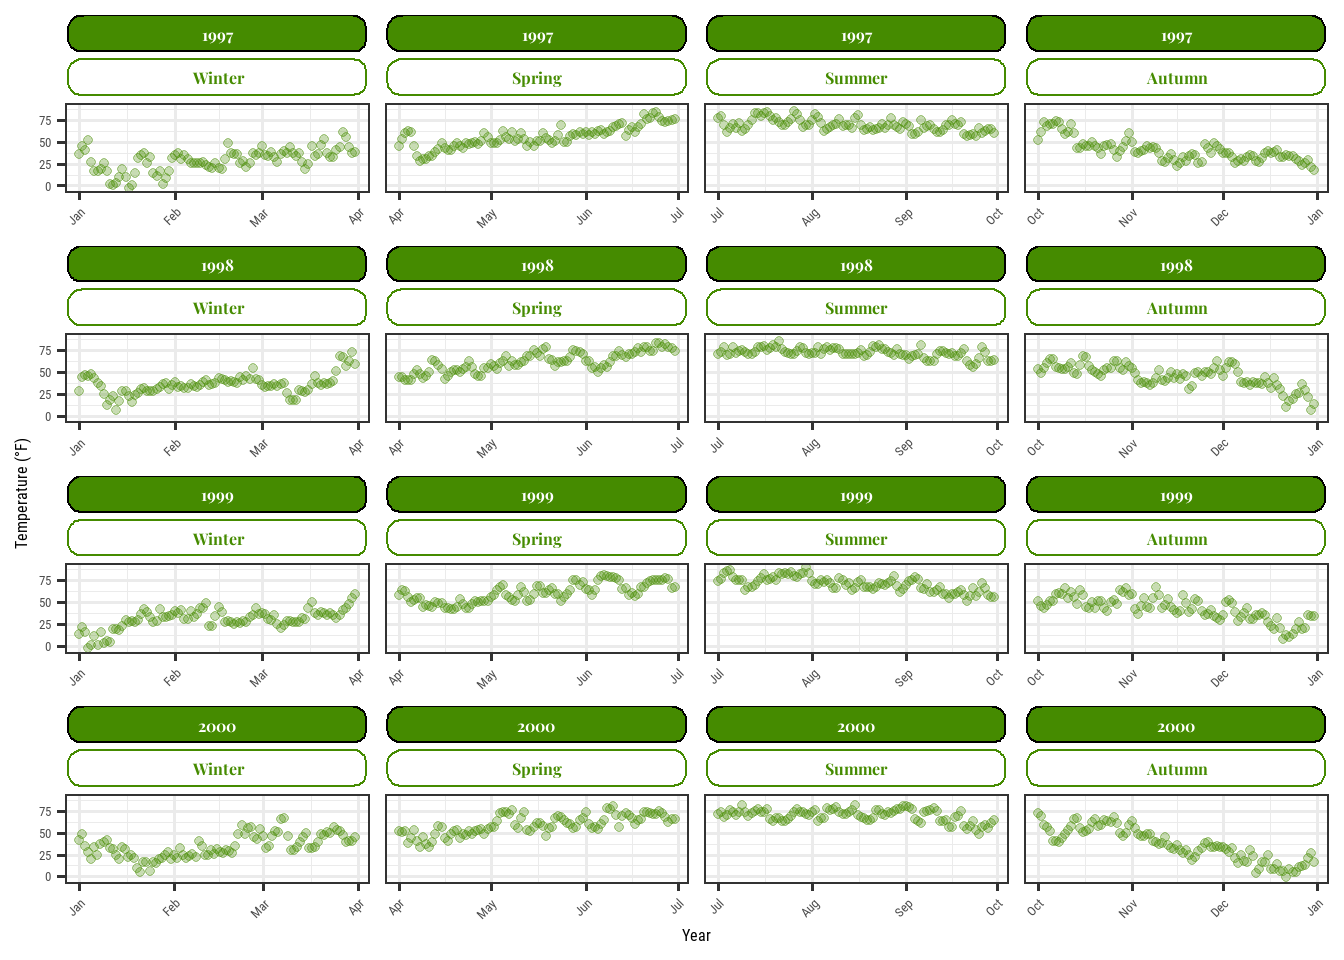 1997 1997 1997 1997
Winter Spring Summer Autumn
75
50
25
0
Jan Feb Mar Apr Apr May Jun Jul Jul Aug Sep Oct Oct Nov Dec Jan
1998 1998 1998 1998
Winter Spring Summer Autumn
75
50
25
0
Jan Feb Mar Apr Apr May Jun Jul Jul Aug Sep Oct Oct Nov Dec Jan
Temperature (°F)
1999 1999 1999 1999
Winter Spring Summer Autumn
75
50
25
0
Jan Feb Mar Apr Apr May Jun Jul Jul Aug Sep Oct Oct Nov Dec Jan
2000 2000 2000 2000
Winter Spring Summer Autumn
75
50
25
0
Jan Feb Mar Apr Apr May Jun Jul Jul Aug Sep Oct Oct Nov Dec Jan
Year